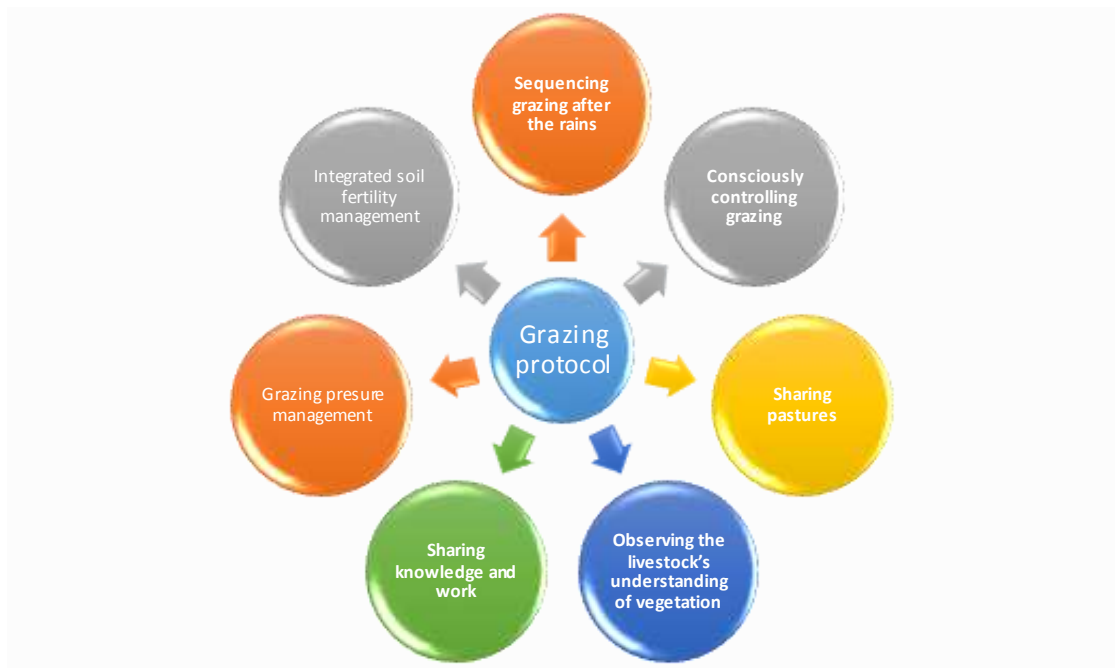 Sequencing
grazing after
the rains
Consciously
controlling
grazing
Sharing
pastures
Observing the
livestock's
understanding
of vegetation
Sharing
knowledge and
work
Grazing presure
management
Integrated soil
fertility
management
Grazing
protocol